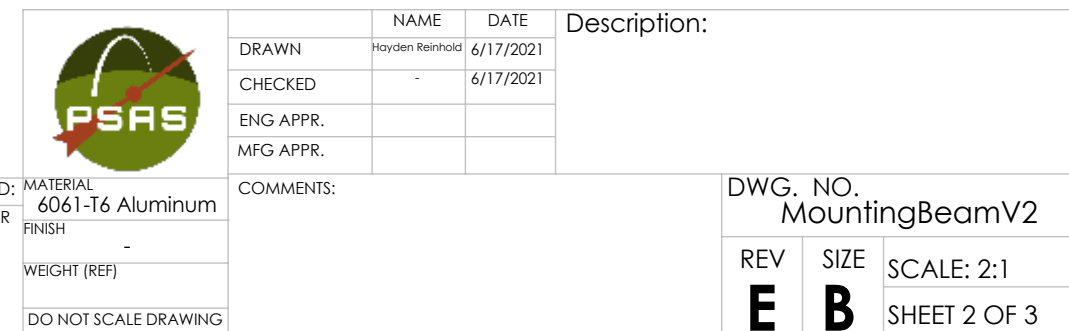 PSAS
NAME DATE
DRAWN Hayden Reinhold 6/17/2021
CHECKED - 6/17/2021
ENG APPR.
MFG APPR.
Description:
D:
R
MATERIAL
6061-T6 Aluminum
FINISH
-
WEIGHT (REF)
DO NOT SCALE DRAWING
COMMENTS:
DWG. NO.
MountingBeamV2
REV
E
SIZE
B
SCALE: 2:1
SHEET 2 OF 3